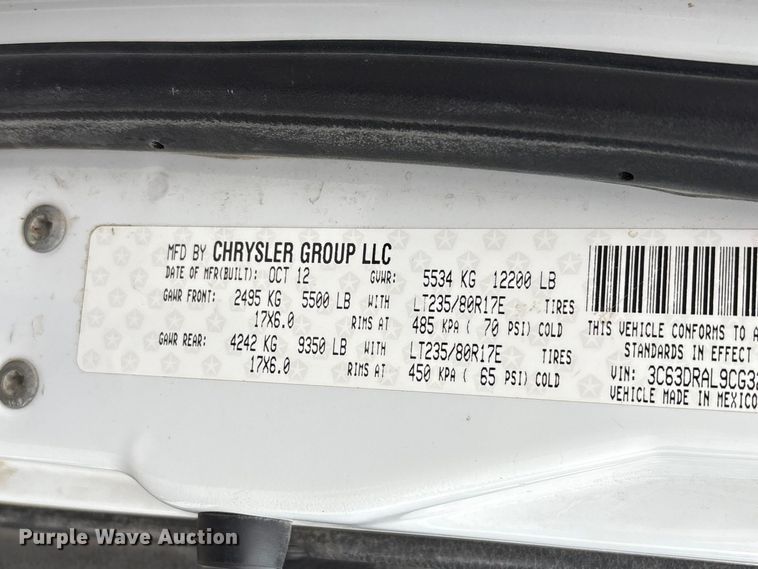 MFD BY CHRYSLER GROUP LLC
DATE OF MFR(BUILT): OCT 12 GVWR: 5534 KG 12200 LB
GAWR FRONT: 2495 KG 5500 LB WITH LT235/80R17E TIRES
17X6.0 RIMS AT 485 KPA ( 70 PSI) COLD
GAWR REAR: 4242 KG 9350 LB WITH LT235/80R17E TIRES
17X6.0 RIMS AT 450 KPA ( 65 PSI) COLD
THIS VEHICLE CONFORMS TO A
STANDARDS IN EFFECT
VIN: 3C63DRAL9CG32
VEHICLE MADE IN MEXICO
Purple Wave Auction
purplewave.com